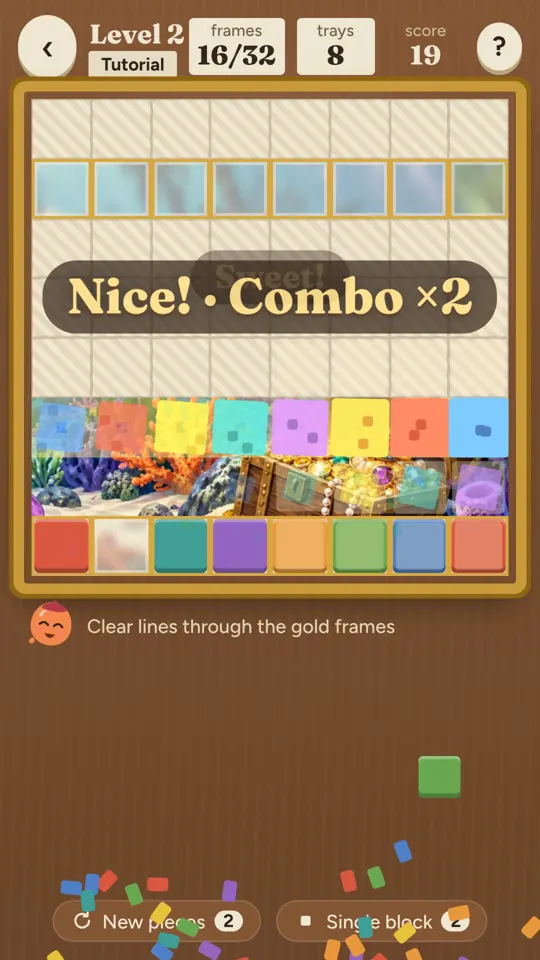 ‹
Level 2
Tutorial
frames
16/32
trays
8
score
19
?
Sweet!
Nice! · Combo ×2
Clear lines through the gold frames
New pieces 2
Single block 2